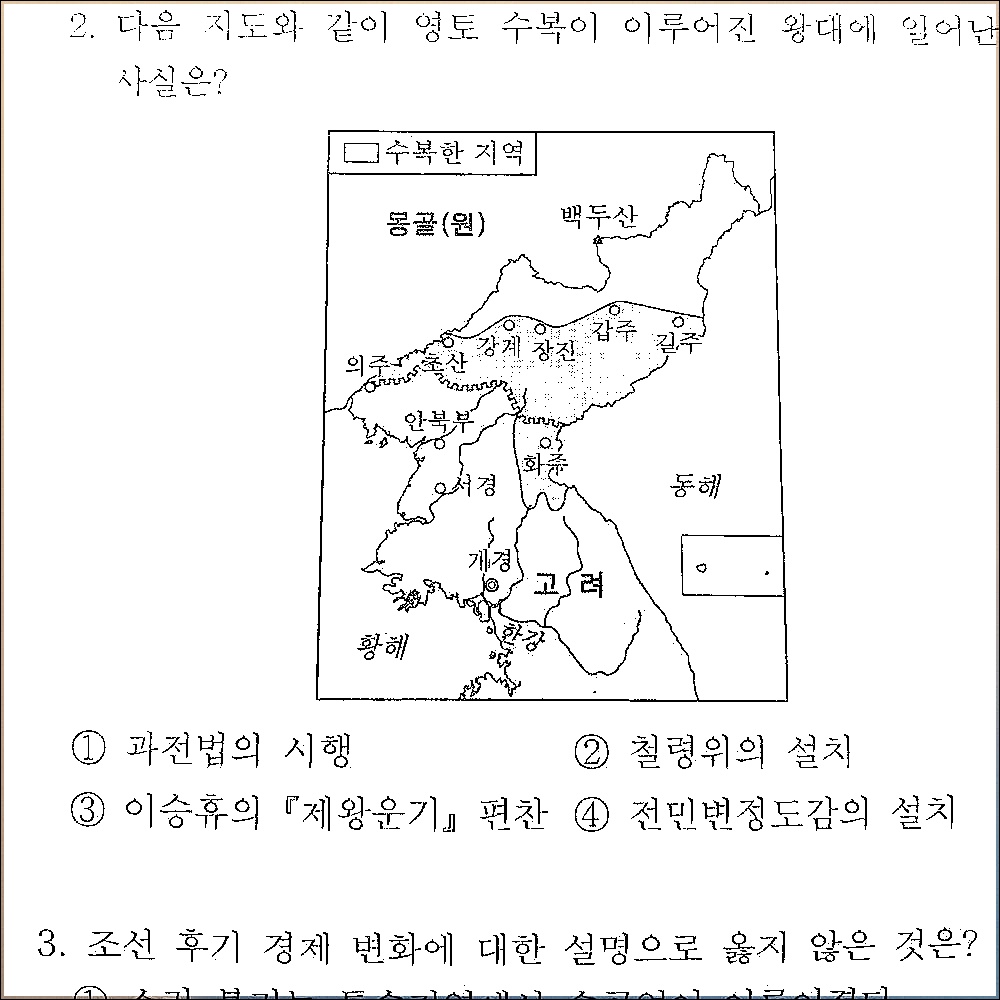 2. 다음 지도와 같이 영토 수복이 이루어진 왕대에 일어난
사실은?
수복한 지역
몽골(원)
백두산
갑주
강계 장진 길주
의주 초산
안북부
화주
서경
동해
개경
고려
한강
황해
① 과전법의 시행 ② 철령위의 설치
③ 이승휴의 『제왕운기』 편찬 ④ 전민변정도감의 설치
3. 조선 후기 경제 변화에 대한 설명으로 옳지 않은 것은?
①